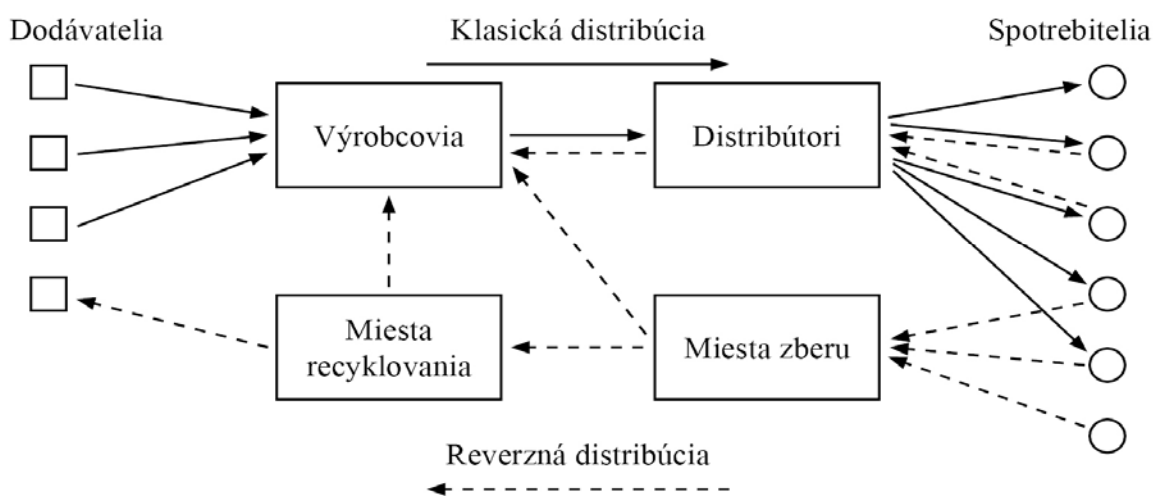 Dodávatelia
Klasická distribúcia
Spotrebitelia
Výrobcovia
Distribútori
Miesta
recyklovania
Miesta zberu
Reverzná distribúcia